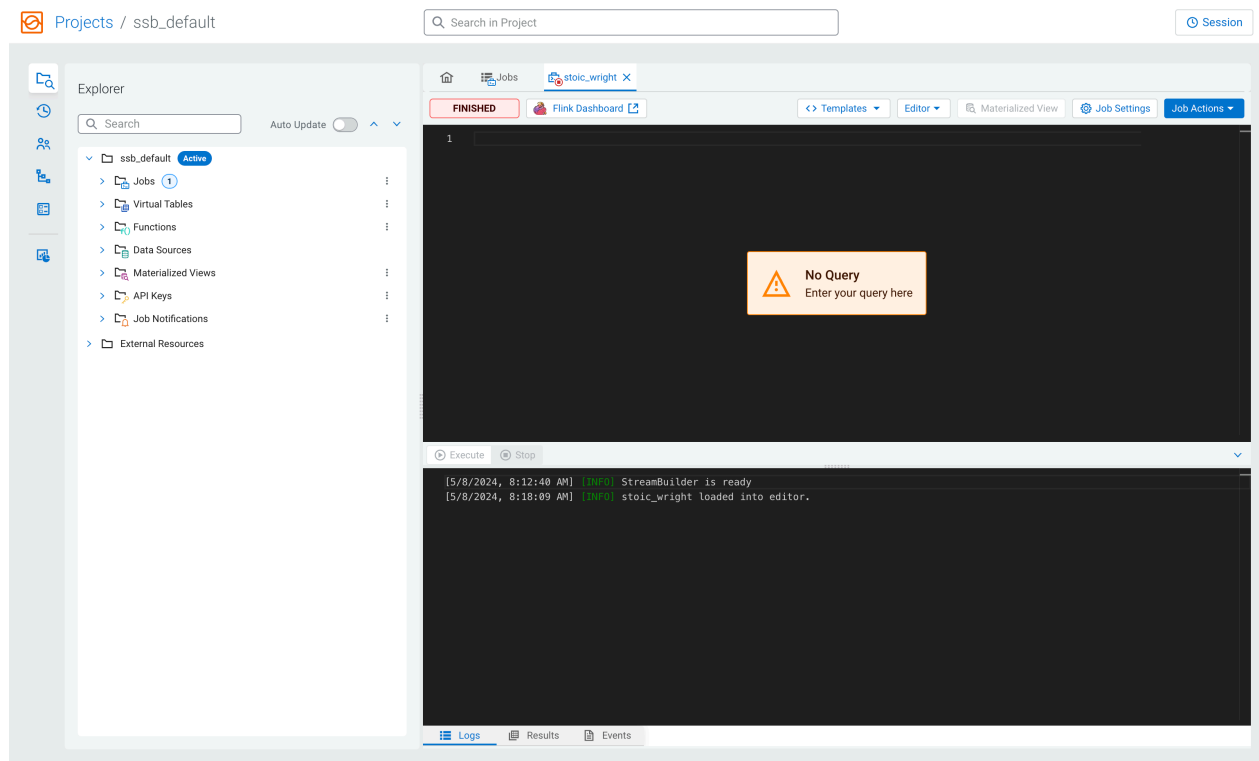 Projects / ssb_default
Search in Project
Session
Explorer
Search
Auto Update
ssb_default Active
Jobs 1
Virtual Tables
Functions
Data Sources
Materialized Views
API Keys
Job Notifications
External Resources
Jobs
stoic_wright
FINISHED
Flink Dashboard
<> Templates
Editor
Materialized View
Job Settings
Job Actions
1
No Query
Enter your query here
Execute
Stop
[5/8/2024, 8:12:40 AM] [INFO] StreamBuilder is ready
[5/8/2024, 8:18:09 AM] [INFO] stoic_wright loaded into editor.
Logs
Results
Events